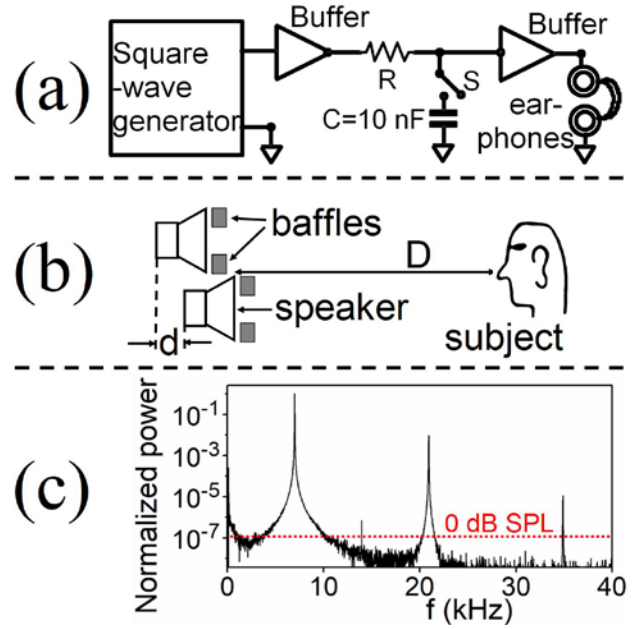 (a)
Square
-wave
generator
Buffer
R
S
C=10 nF
Buffer
ear-
phones
(b)
baffles
D
speaker
d
subject
(c)
Normalized power
10⁻¹
10⁻³
10⁻⁵
10⁻⁷
0 dB SPL
0 10 20 30 40
f (kHz)